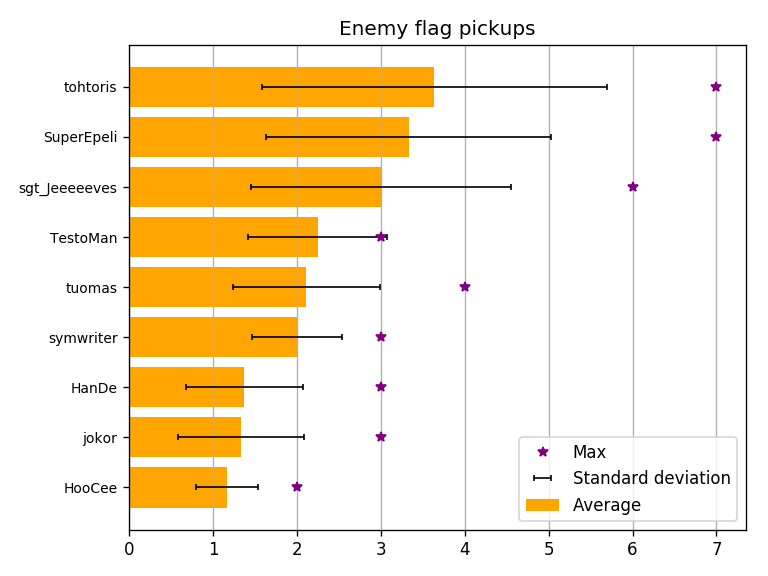 Enemy flag pickups
tohtoris
SuperEpeli
sgt_Jeeeeeves
TestoMan
tuomas
symwriter
HanDe
jokor
HooCee
Max
Standard deviation
Average
0 1 2 3 4 5 6 7